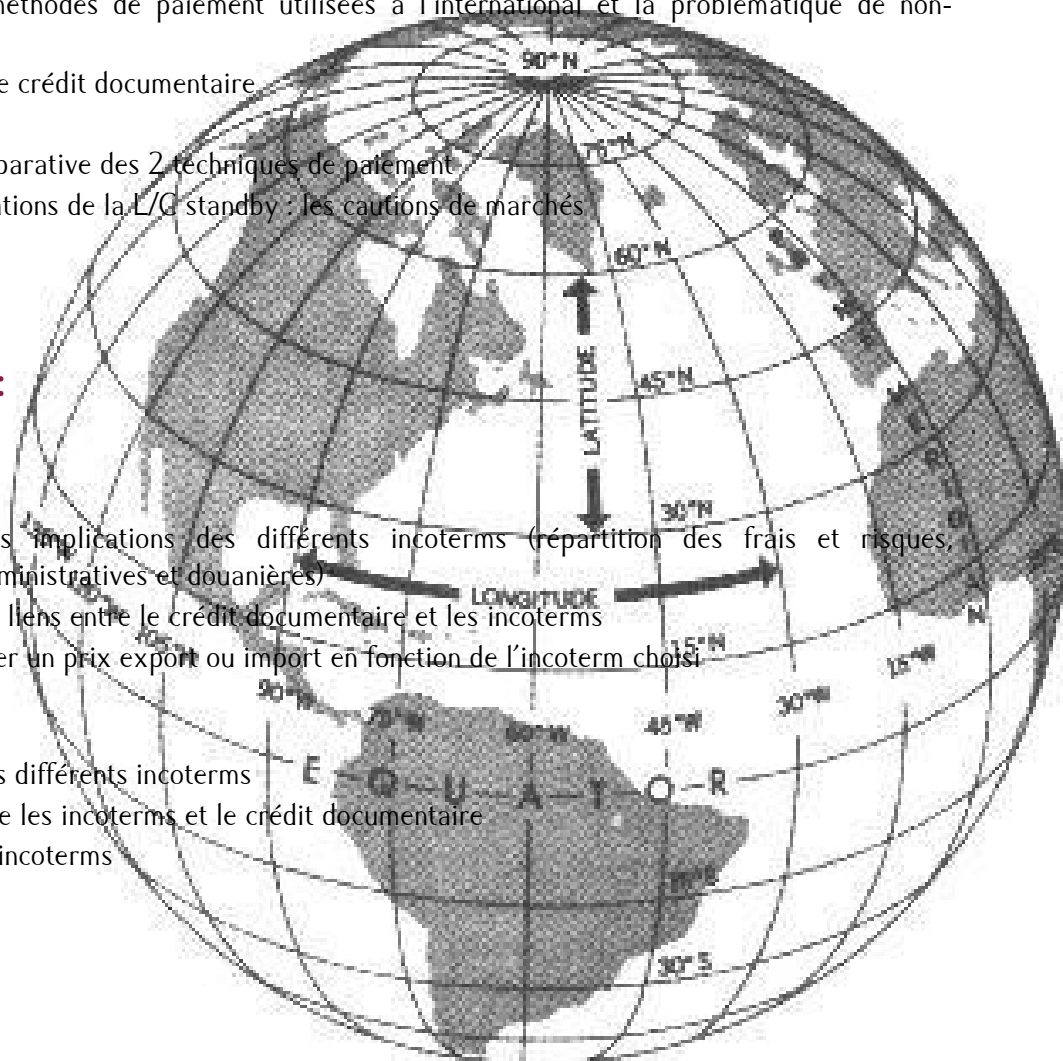 méthodes de paiement utilisées à l'international et la problématique de non-
90°N
e crédit documentaire
75°N
parative des 2 techniques de paiement
ations de la L/C standby : les cautions de marchés
60°N
LATITUDE
45°N
:
30°N
s implications des différents incoterms (répartition des frais et risques,
ministratives et douanières)
LONGITUDE
liens entre le crédit documentaire et les incoterms
105°W
15°N
er un prix export ou import en fonction de l'incoterm choisi
15°W
90°W
75°W
60°W
45°W
30°W
s différents incoterms
E-Q-U-A-T-O-R
e les incoterms et le crédit documentaire
incoterms
15°S
30°S